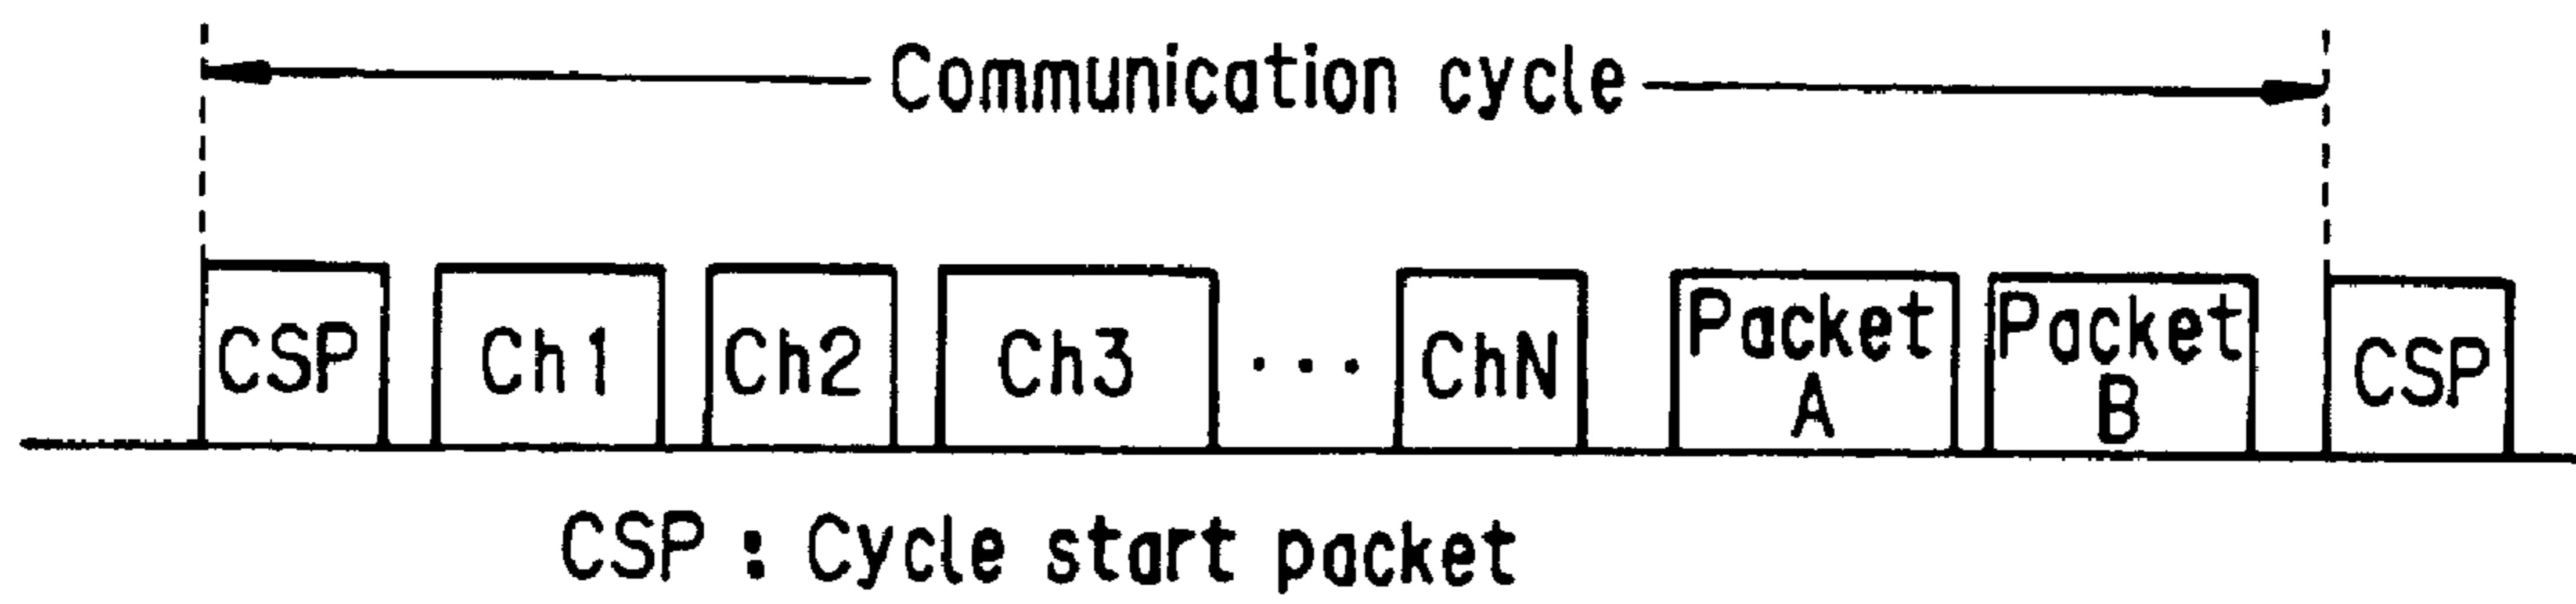 Communication cycle
CSP Ch1 Ch2 Ch3 ··· ChN Packet A Packet B CSP
CSP : Cycle start packet